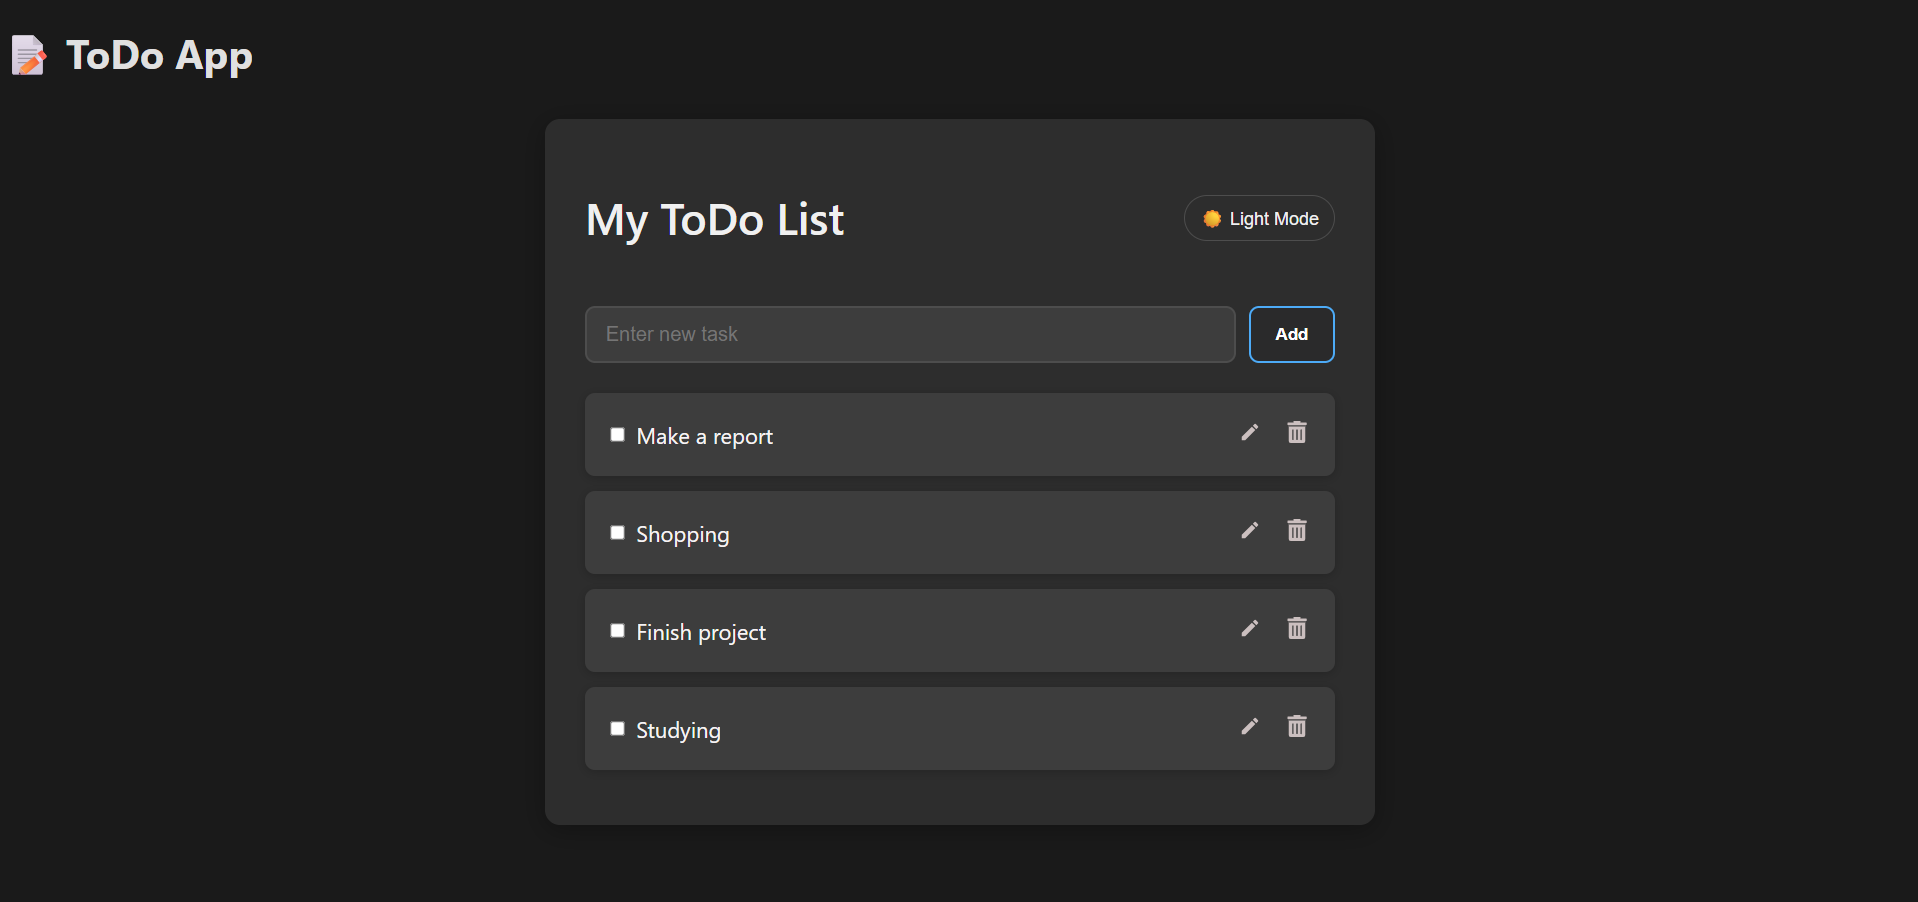 ToDo App
My ToDo List
Light Mode
Enter new task
Add
Make a report
Shopping
Finish project
Studying